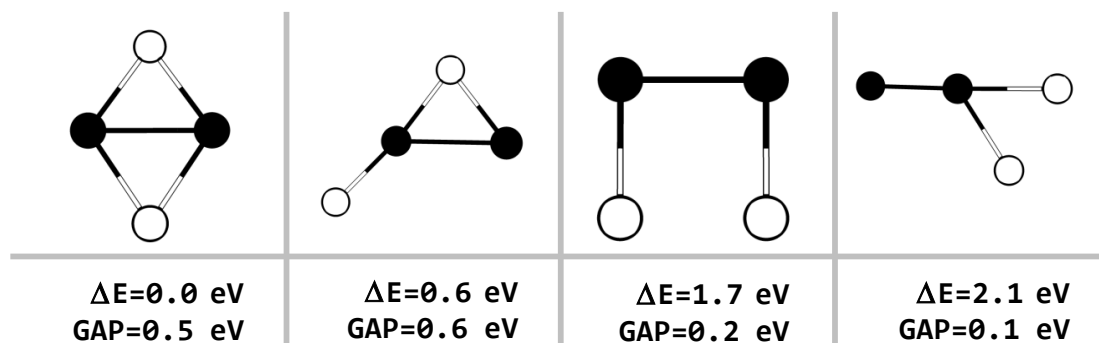 ΔE=0.0 eV
GAP=0.5 eV
ΔE=0.6 eV
GAP=0.6 eV
ΔE=1.7 eV
GAP=0.2 eV
ΔE=2.1 eV
GAP=0.1 eV